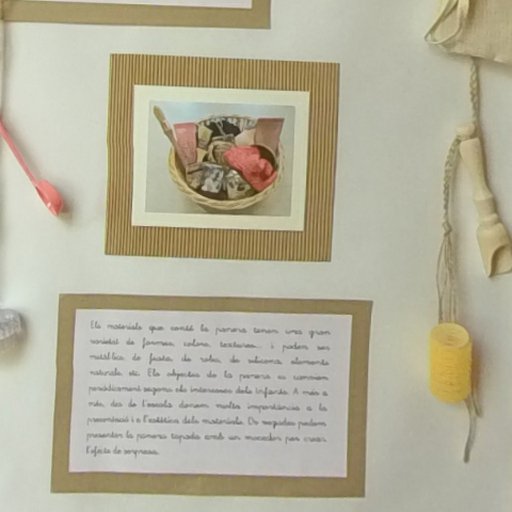 Els materials que conté la panera tenen una gran
varietat de formes, colors, textures... i poden ser
metàl·lics, de fusta, de roba, de silicona, elements
naturals, etc. Els objectes de la panera es canvien
periòdicament segons els interessos dels infants. A més a
més, des de l'escola donem molta importància a la
presentació i a l'estètica dels materials. De vegades podem
presentar la panera tapada amb un mocador per crear
l'efecte de sorpresa.